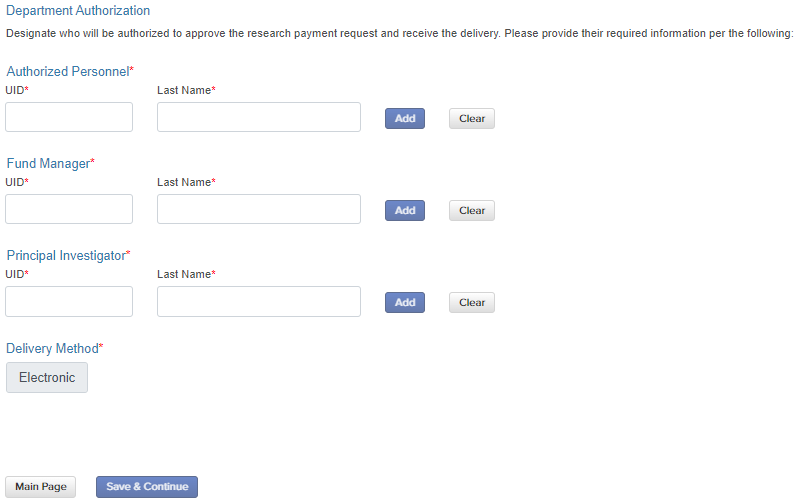 Department Authorization
Designate who will be authorized to approve the research payment request and receive the delivery. Please provide their required information per the following:
Authorized Personnel*
UID* Last Name*
Add Clear
Fund Manager*
UID* Last Name*
Add Clear
Principal Investigator*
UID* Last Name*
Add Clear
Delivery Method*
Electronic
Main Page Save & Continue